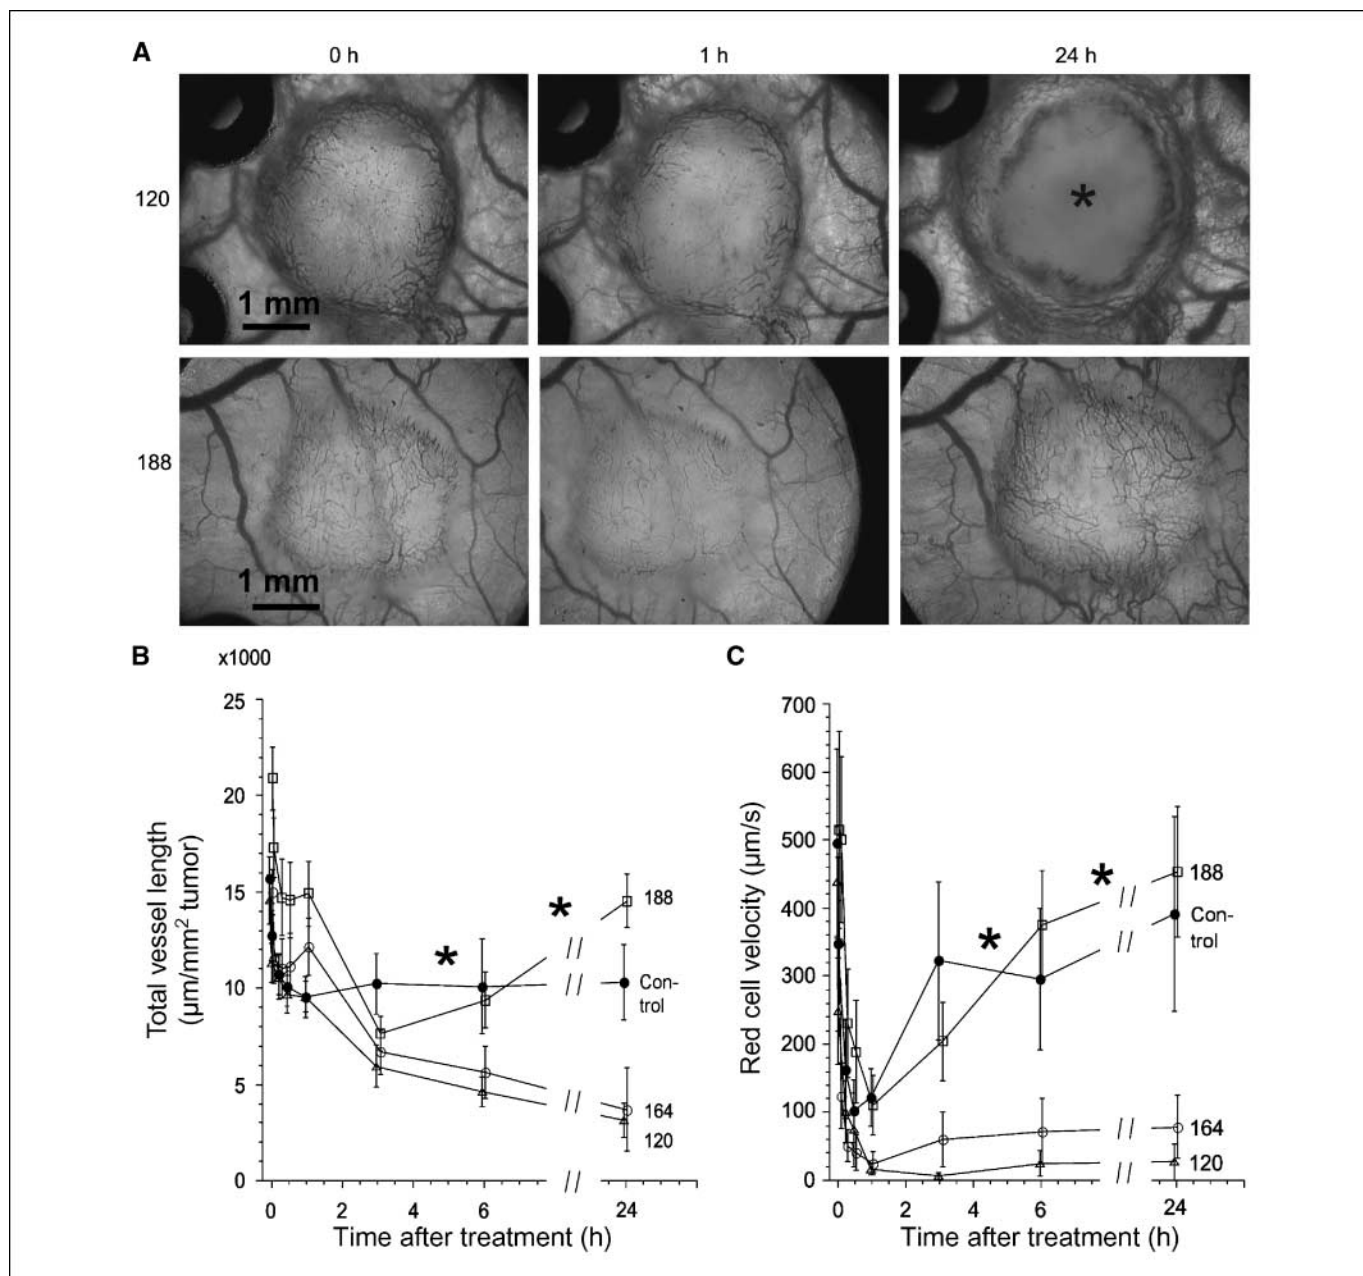 A
0 h
1 h
24 h
120
*
1 mm
188
1 mm
B
x1000
25
20
15
10
5
0
Total vessel length
(µm/mm² tumor)
*
*
188
Con-
trol
164
120
//
//
//
//
0
2
4
6
24
Time after treatment (h)
C
700
600
500
400
300
200
100
0
Red cell velocity (µm/s)
*
*
188
Con-
trol
164
120
//
//
//
//
0
2
4
6
24
Time after treatment (h)